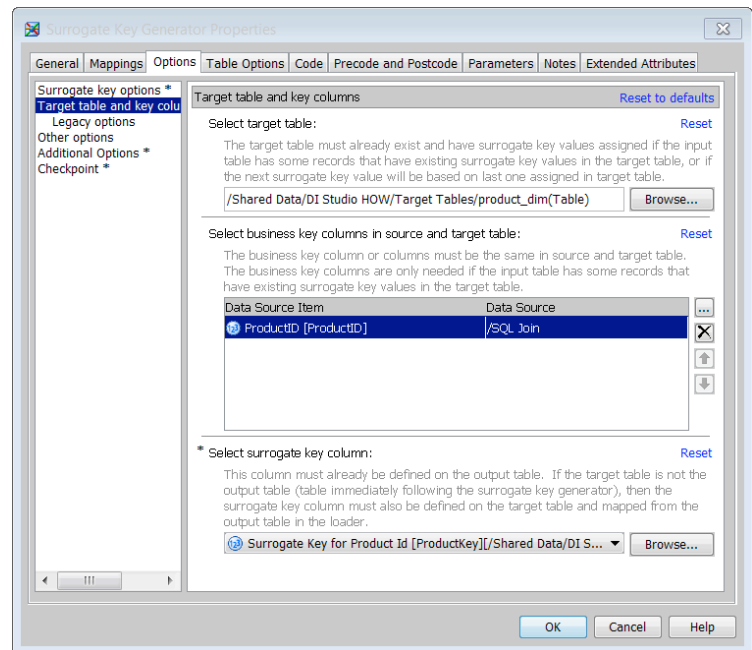 Surrogate Key Generator Properties
General Mappings Options Table Options Code Precode and Postcode Parameters Notes Extended Attributes
Surrogate key options *
Target table and key colu
Legacy options
Other options
Additional Options *
Checkpoint *
Target table and key columns Reset to defaults
Select target table: Reset
The target table must already exist and have surrogate key values assigned if the input
table has some records that have existing surrogate key values in the target table, or if
the next surrogate key value will be based on last one assigned in target table.
/Shared Data/DI Studio HOW/Target Tables/product_dim(Table) Browse...
Select business key columns in source and target table: Reset
The business key column or columns must be the same in source and target table.
The business key columns are only needed if the input table has some records that
have existing surrogate key values in the target table.
Data Source Item Data Source ...
123 ProductID [ProductID] /SQL Join
* Select surrogate key column: Reset
This column must already be defined on the output table. If the target table is not the
output table (table immediately following the surrogate key generator), then the
surrogate key column must also be defined on the target table and mapped from the
output table in the loader.
123 Surrogate Key for Product Id [ProductKey][/Shared Data/DI S... Browse...
OK Cancel Help